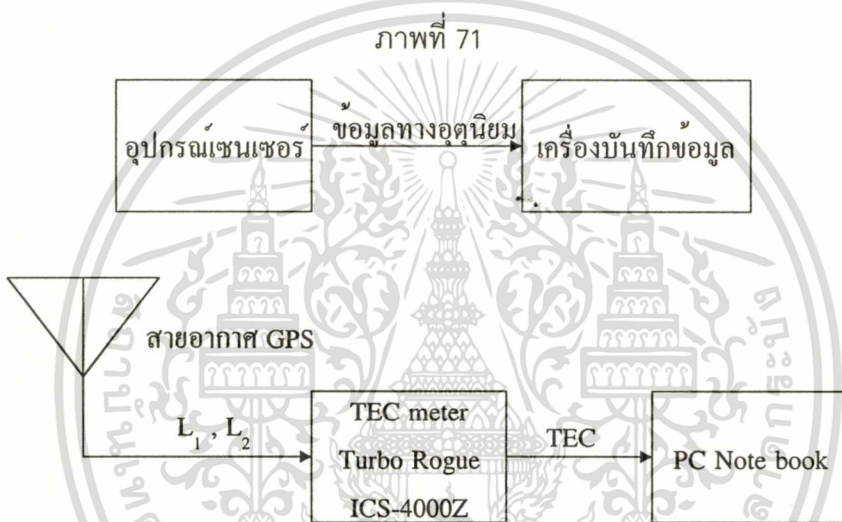 ภาพที่ 71
อุปกรณ์เซนเซอร์
ข้อมูลทางอุตุนิยม
เครื่องบันทึกข้อมูล
สายอากาศ GPS
L₁ , L₂
TEC meter
Turbo Rogue
ICS-4000Z
TEC
PC Note book